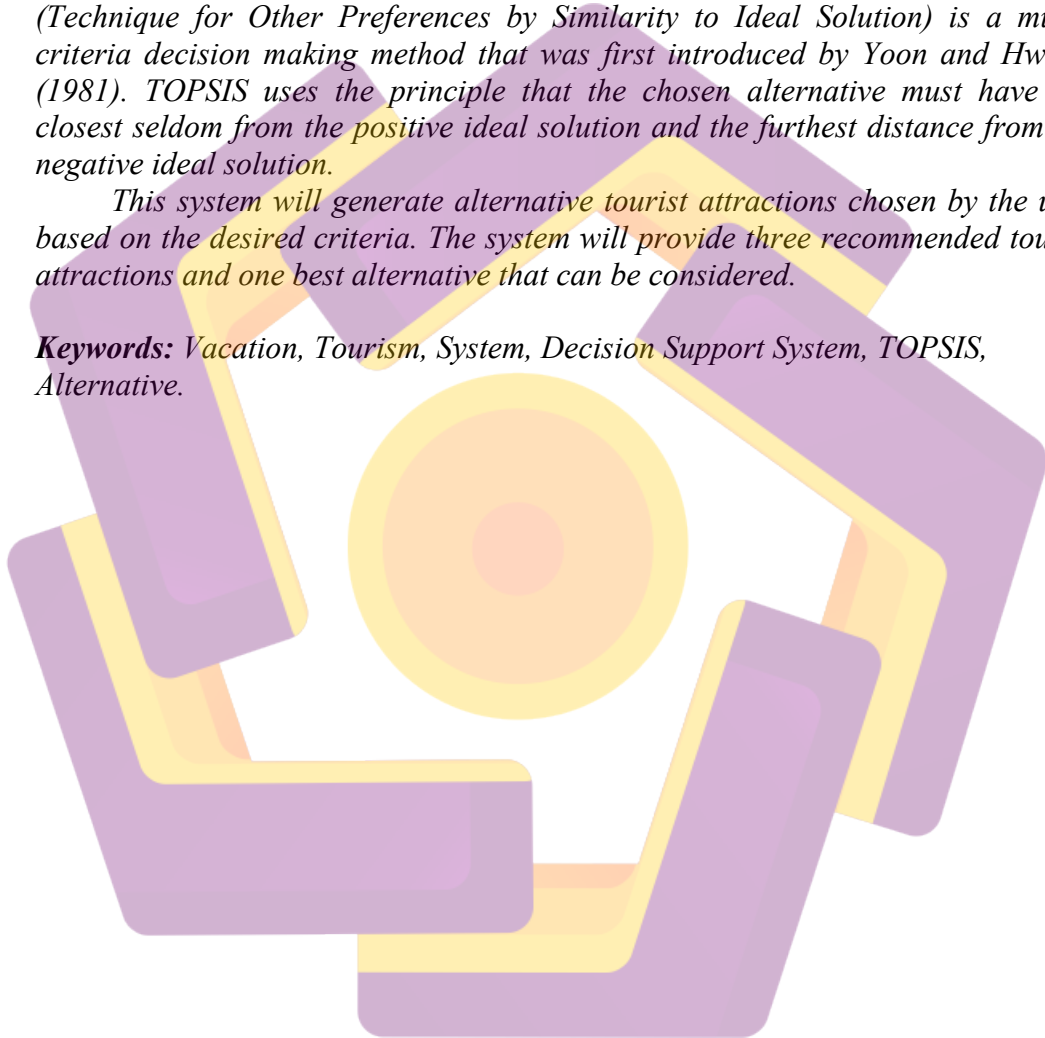 (Technique for Other Preferences by Similarity to Ideal Solution) is a mu
criteria decision making method that was first introduced by Yoon and Hw
(1981). TOPSIS uses the principle that the chosen alternative must have
closest seldom from the positive ideal solution and the furthest distance from
negative ideal solution.
This system will generate alternative tourist attractions chosen by the u
based on the desired criteria. The system will provide three recommended tou
attractions and one best alternative that can be considered.
Keywords: Vacation, Tourism, System, Decision Support System, TOPSIS,
Alternative.